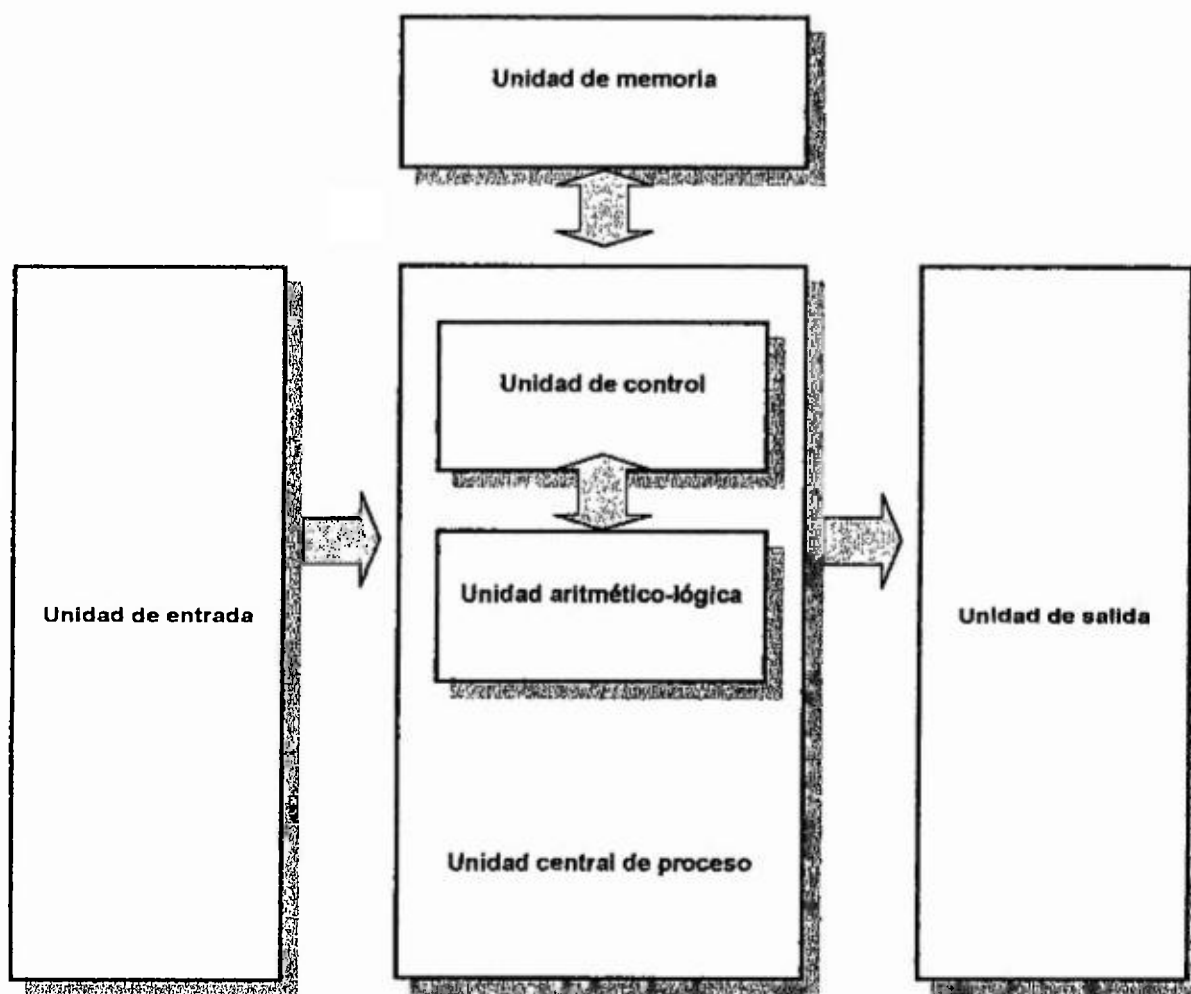 Unidad de memoria
Unidad de control
Unidad aritmético-lógica
Unidad de entrada
Unidad de salida
Unidad central de proceso